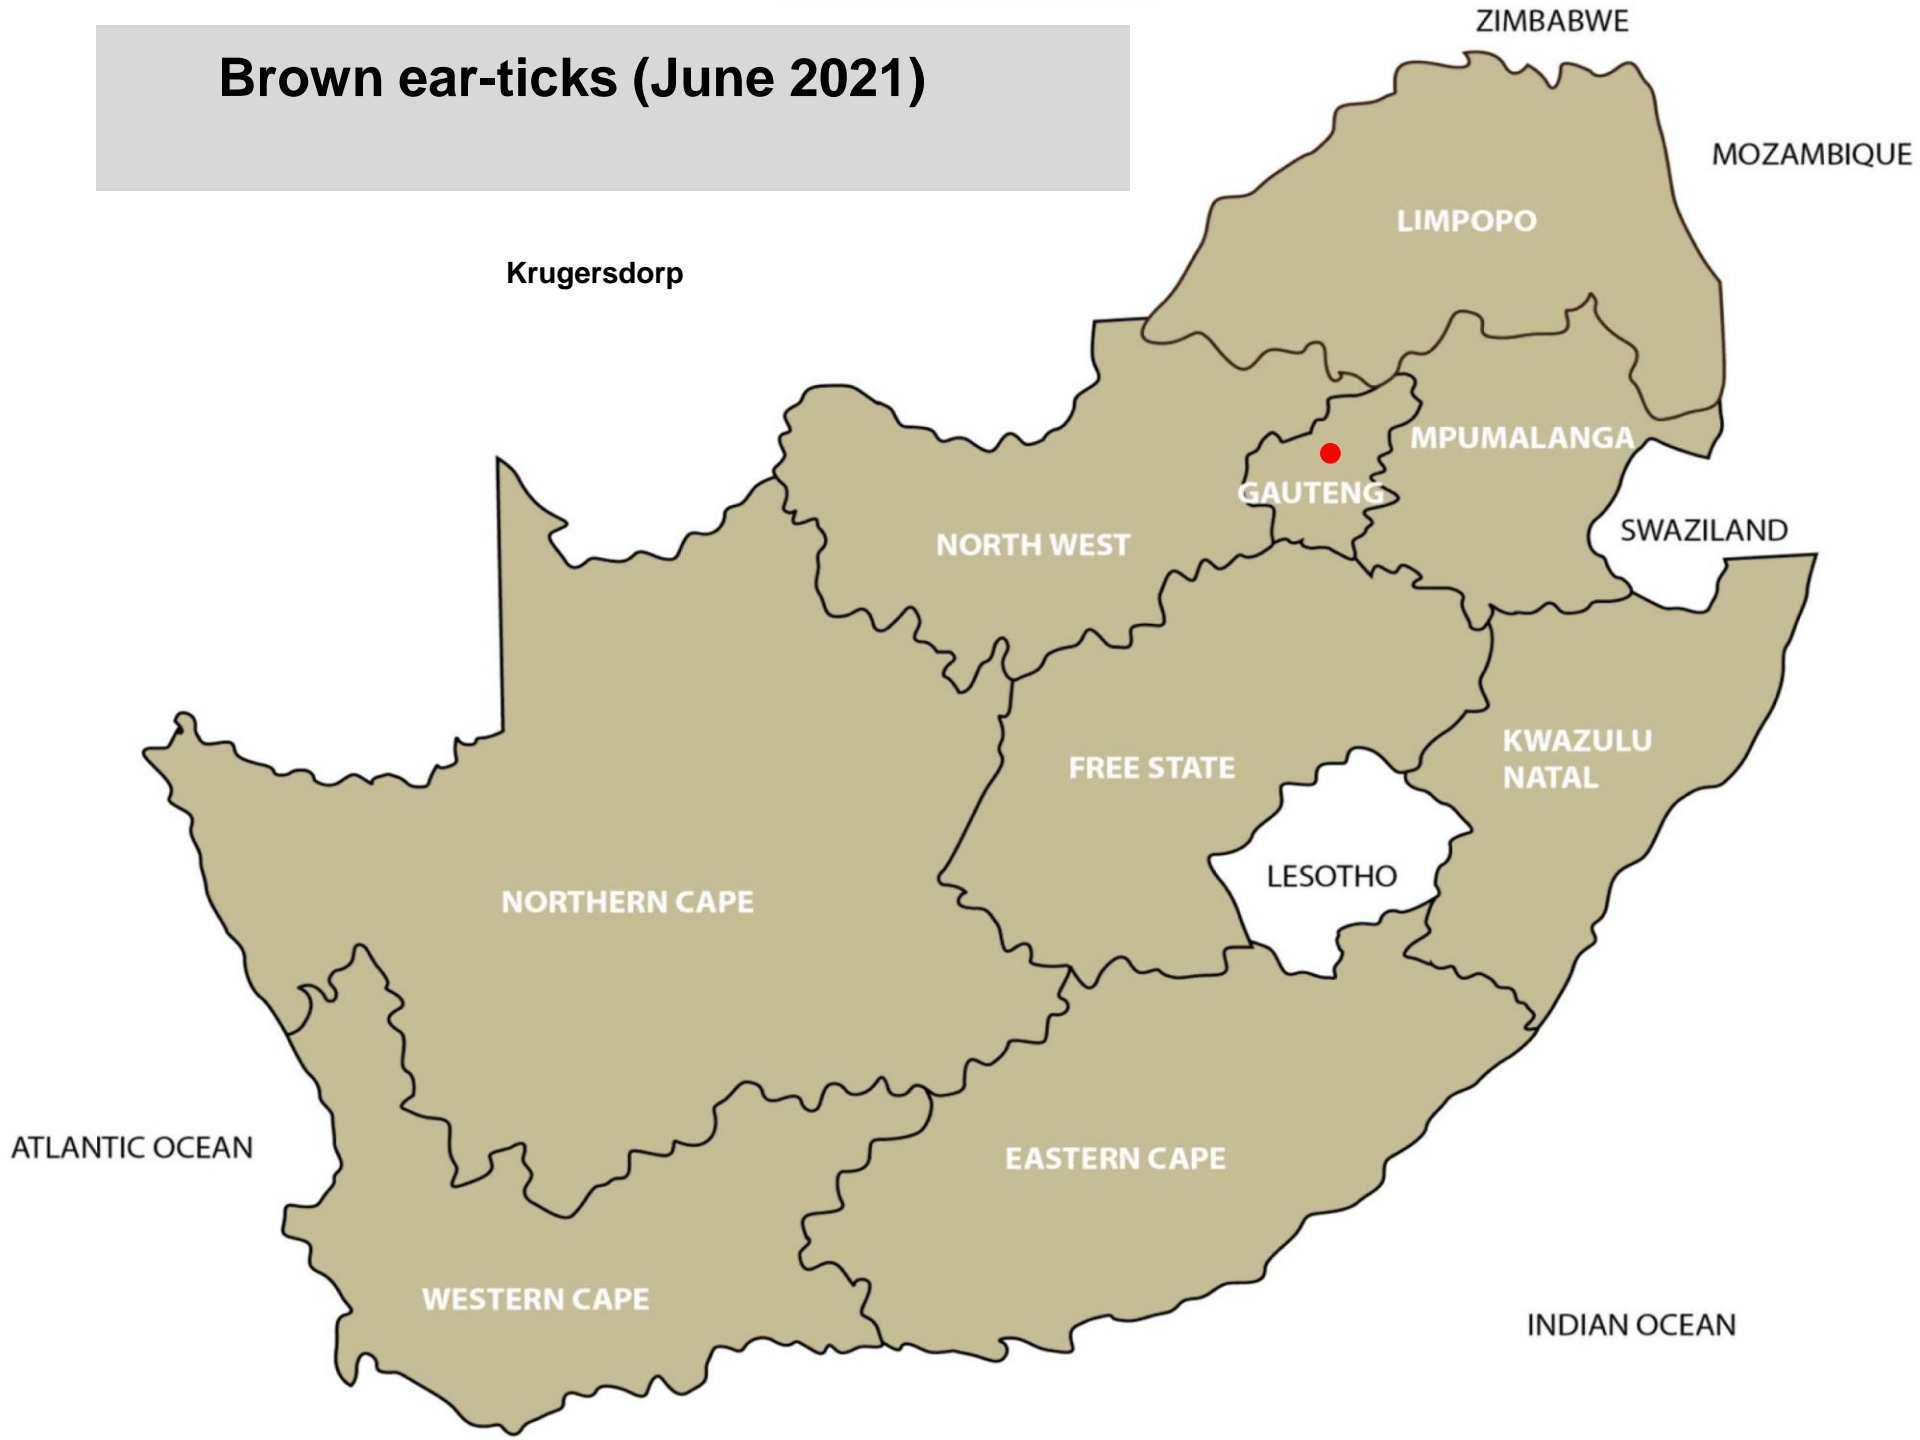 ZIMBABWE
Brown ear-ticks (June 2021)
MOZAMBIQUE
LIMPOPO
Krugersdorp
MPUMALANGA
GAUTENG
SWAZILAND
NORTH WEST
KWAZULU
NATAL
FREE STATE
LESOTHO
NORTHERN CAPE
ATLANTIC OCEAN
EASTERN CAPE
WESTERN CAPE
INDIAN OCEAN